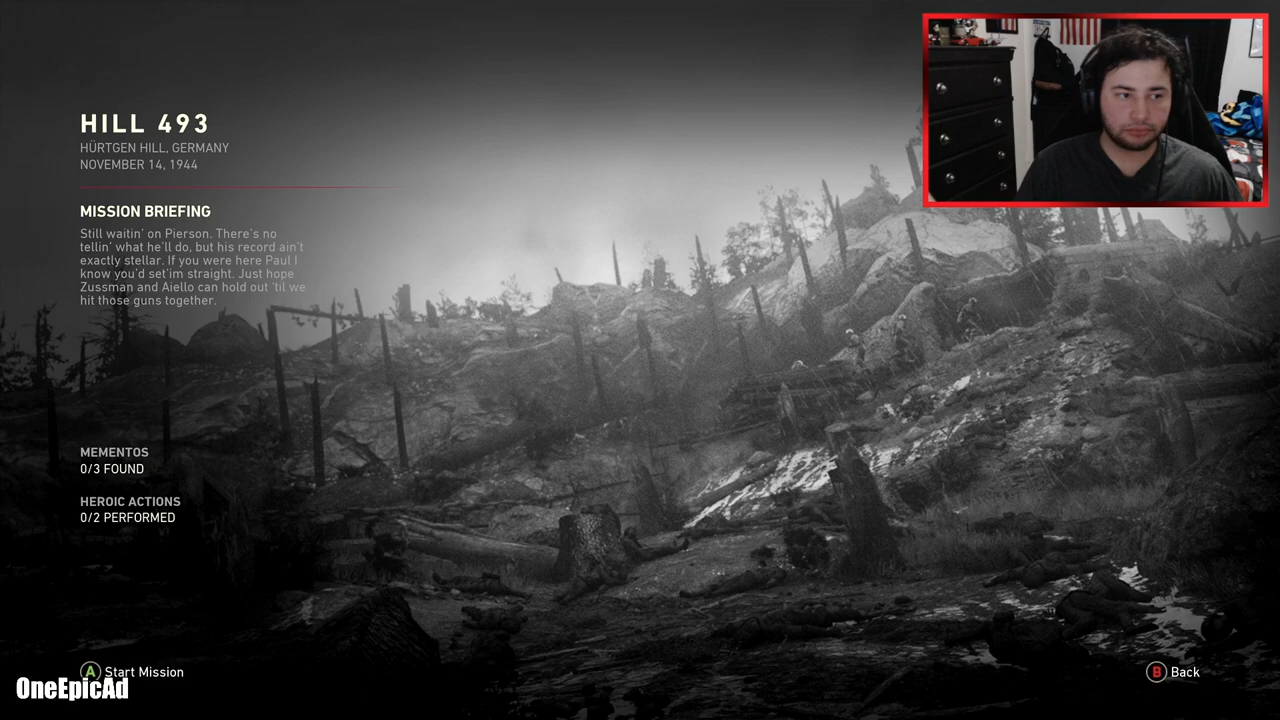 HILL 493
HÜRTGEN HILL, GERMANY
NOVEMBER 14, 1944
MISSION BRIEFING
Still waitin' on Pierson. There's no
tellin' what he'll do, but his record ain't
exactly stellar. If you were here Paul I
know you'd set'im straight. Just hope
Zussman and Aiello can hold out 'til we
hit those guns together.
MEMENTOS
0/3 FOUND
HEROIC ACTIONS
0/2 PERFORMED
A Start Mission
B Back
OneEpicAd